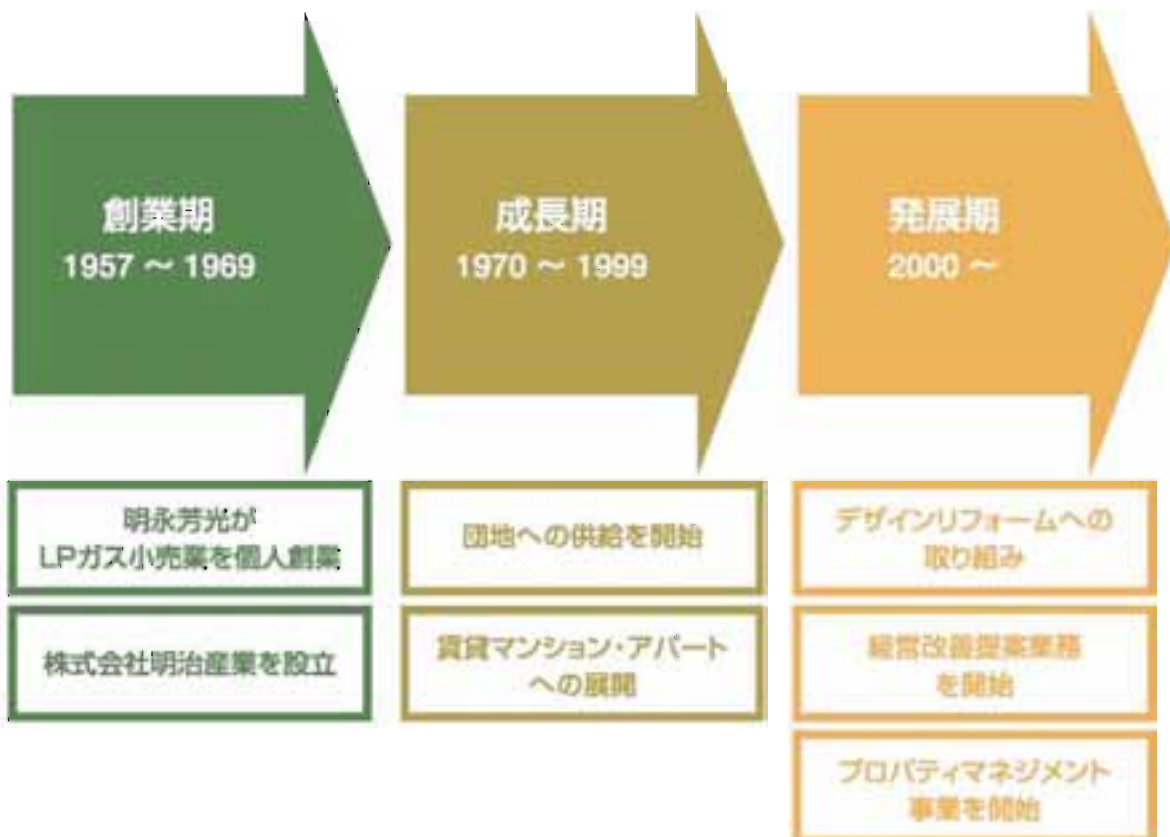 創業期
1957 ～ 1969
成長期
1970 ～ 1999
発展期
2000 ～
明永芳光が
LPガス小売業を個人創業
株式会社明治産業を設立
団地への供給を開始
賃貸マンション・アパート
への展開
デザインリフォームへの
取り組み
経営改善提案業務
を開始
プロパティマネジメント
事業を開始